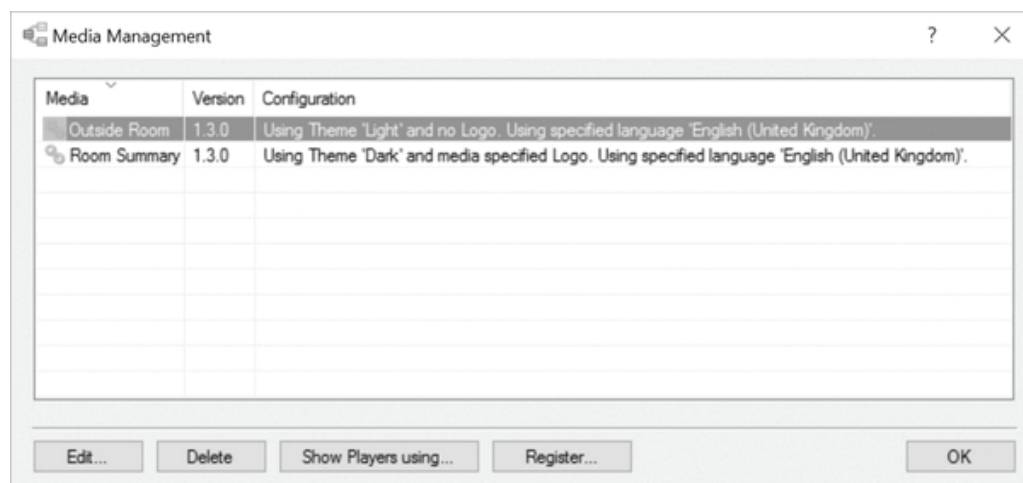 Media Management ?
Media Version Configuration
Outside Room 1.3.0 Using Theme 'Light' and no Logo. Using specified language 'English (United Kingdom)'.
Room Summary 1.3.0 Using Theme 'Dark' and media specified Logo. Using specified language 'English (United Kingdom)'.
Edit... Delete Show Players using... Register... OK